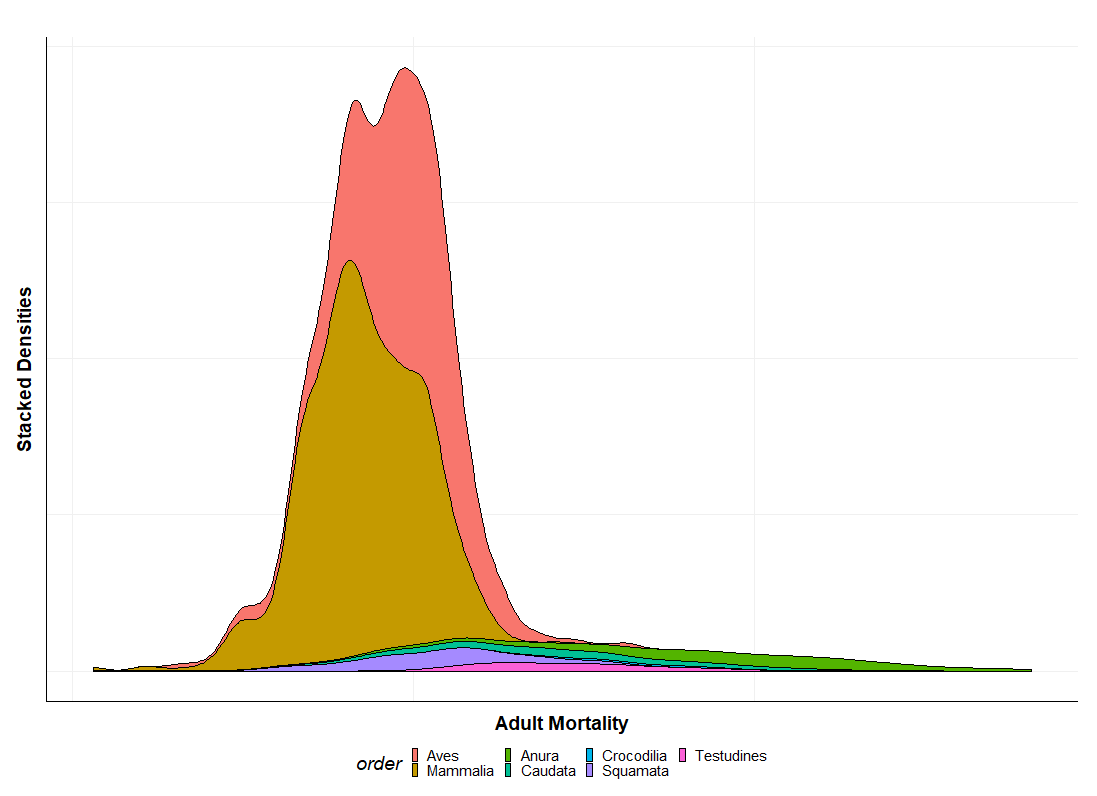 Stacked Densities
Adult Mortality
order
Aves
Anura
Crocodilia
Testudines
Mammalia
Caudata
Squamata